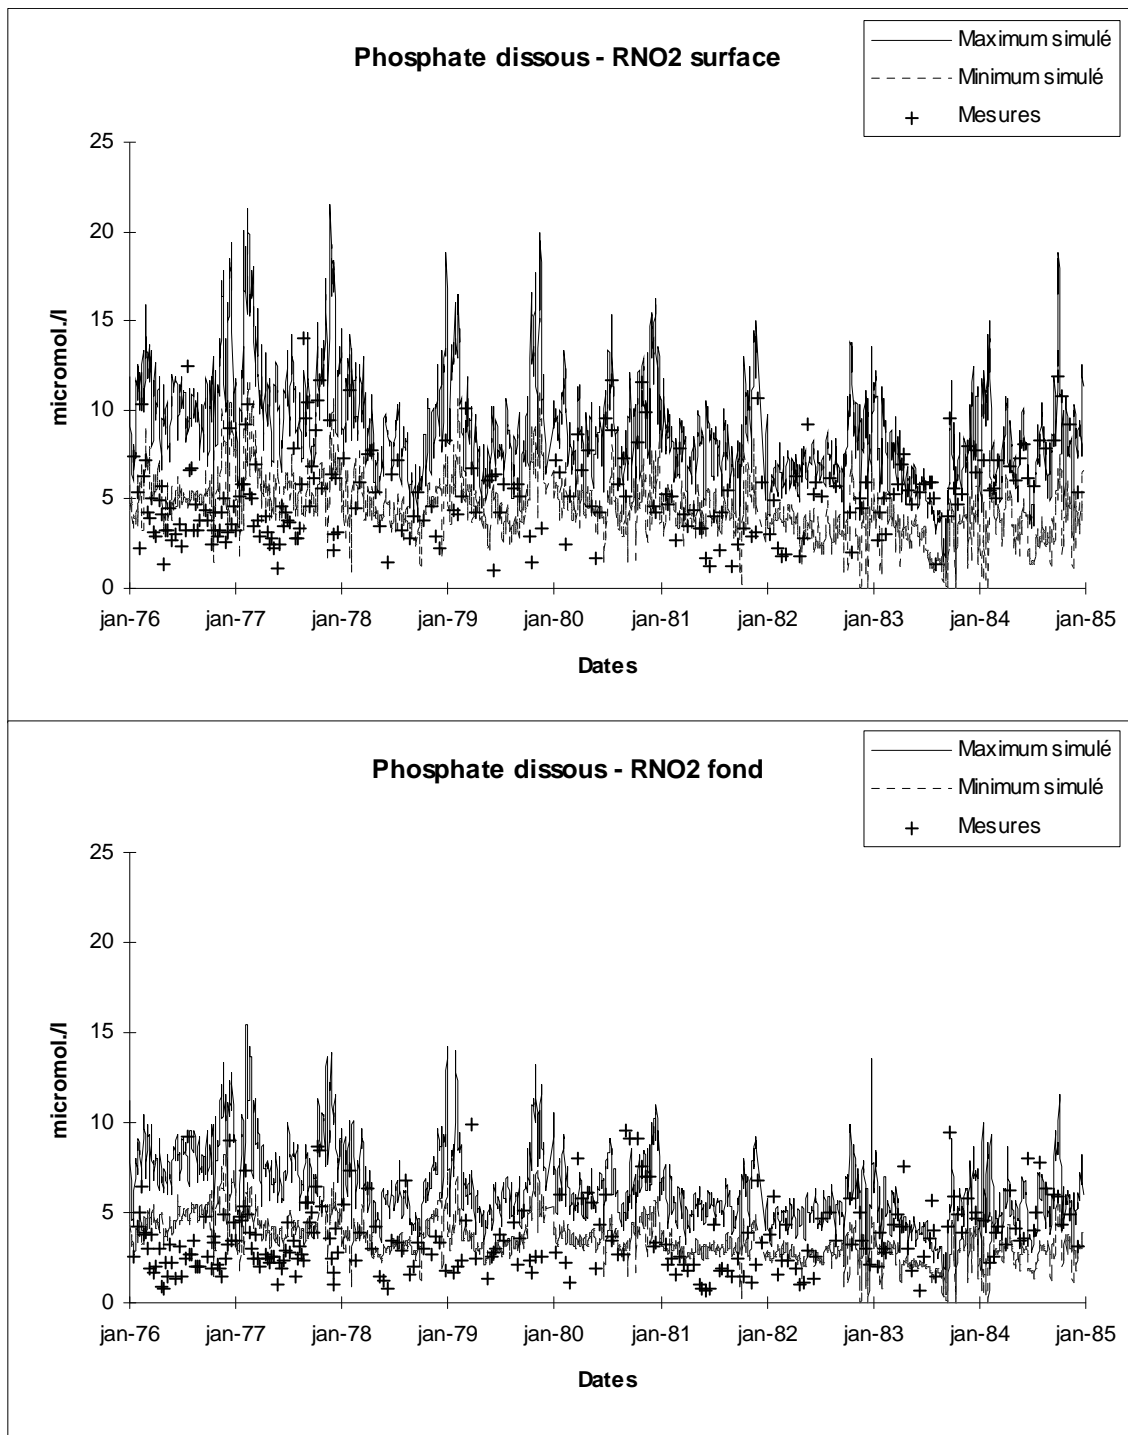 Phosphate dissous - RNO2 surface
Maximum simulé
Minimum simulé
Mesures
25
20
15
10
5
0
micromol./l
jan-76 jan-77 jan-78 jan-79 jan-80 jan-81 jan-82 jan-83 jan-84 jan-85
Dates
Phosphate dissous - RNO2 fond
Maximum simulé
Minimum simulé
Mesures
25
20
15
10
5
0
micromol./l
jan-76 jan-77 jan-78 jan-79 jan-80 jan-81 jan-82 jan-83 jan-84 jan-85
Dates